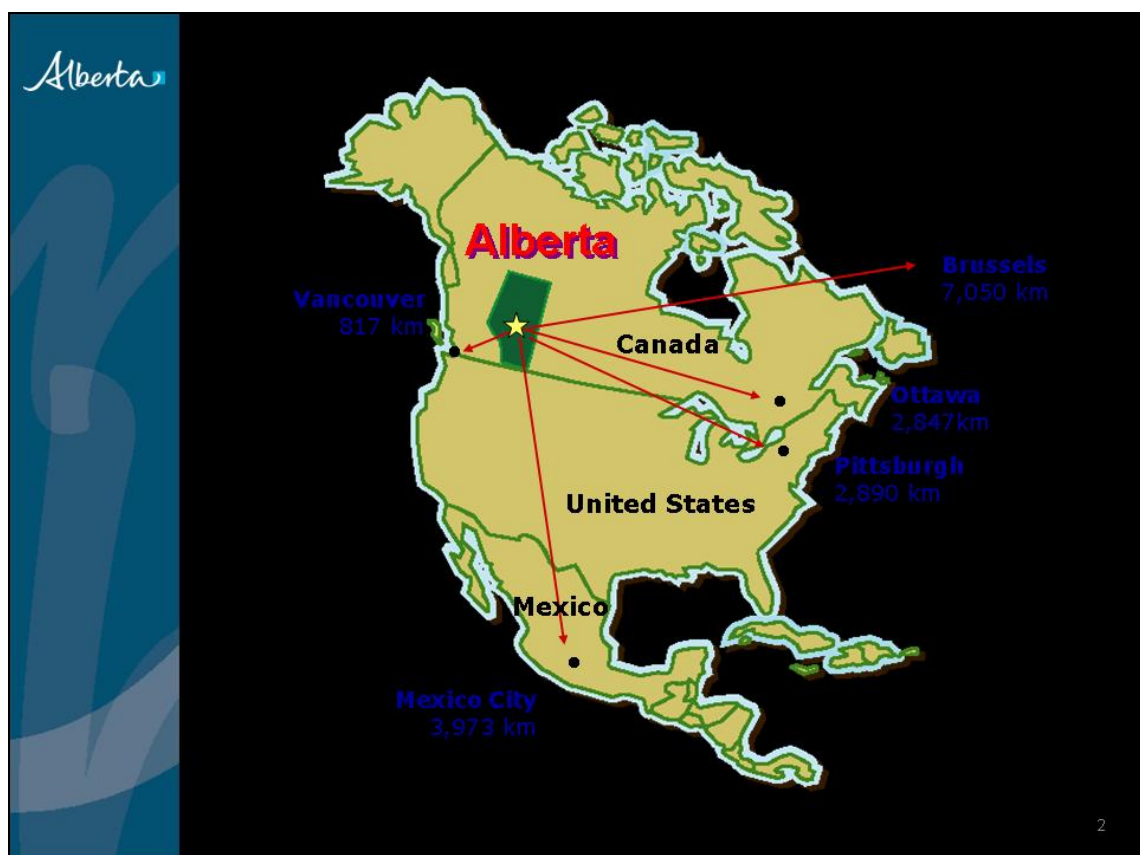 Alberta
Alberta
Brussels
7,050 km
Vancouver
817 km
Canada
Ottawa
2,847km
Pittsburgh
2,890 km
United States
Mexico
Mexico City
3,973 km
2